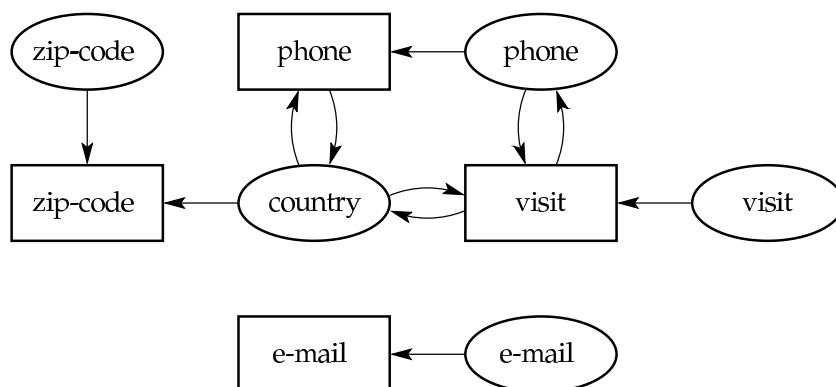 zip-code phone phone
zip-code country visit visit
e-mail e-mail